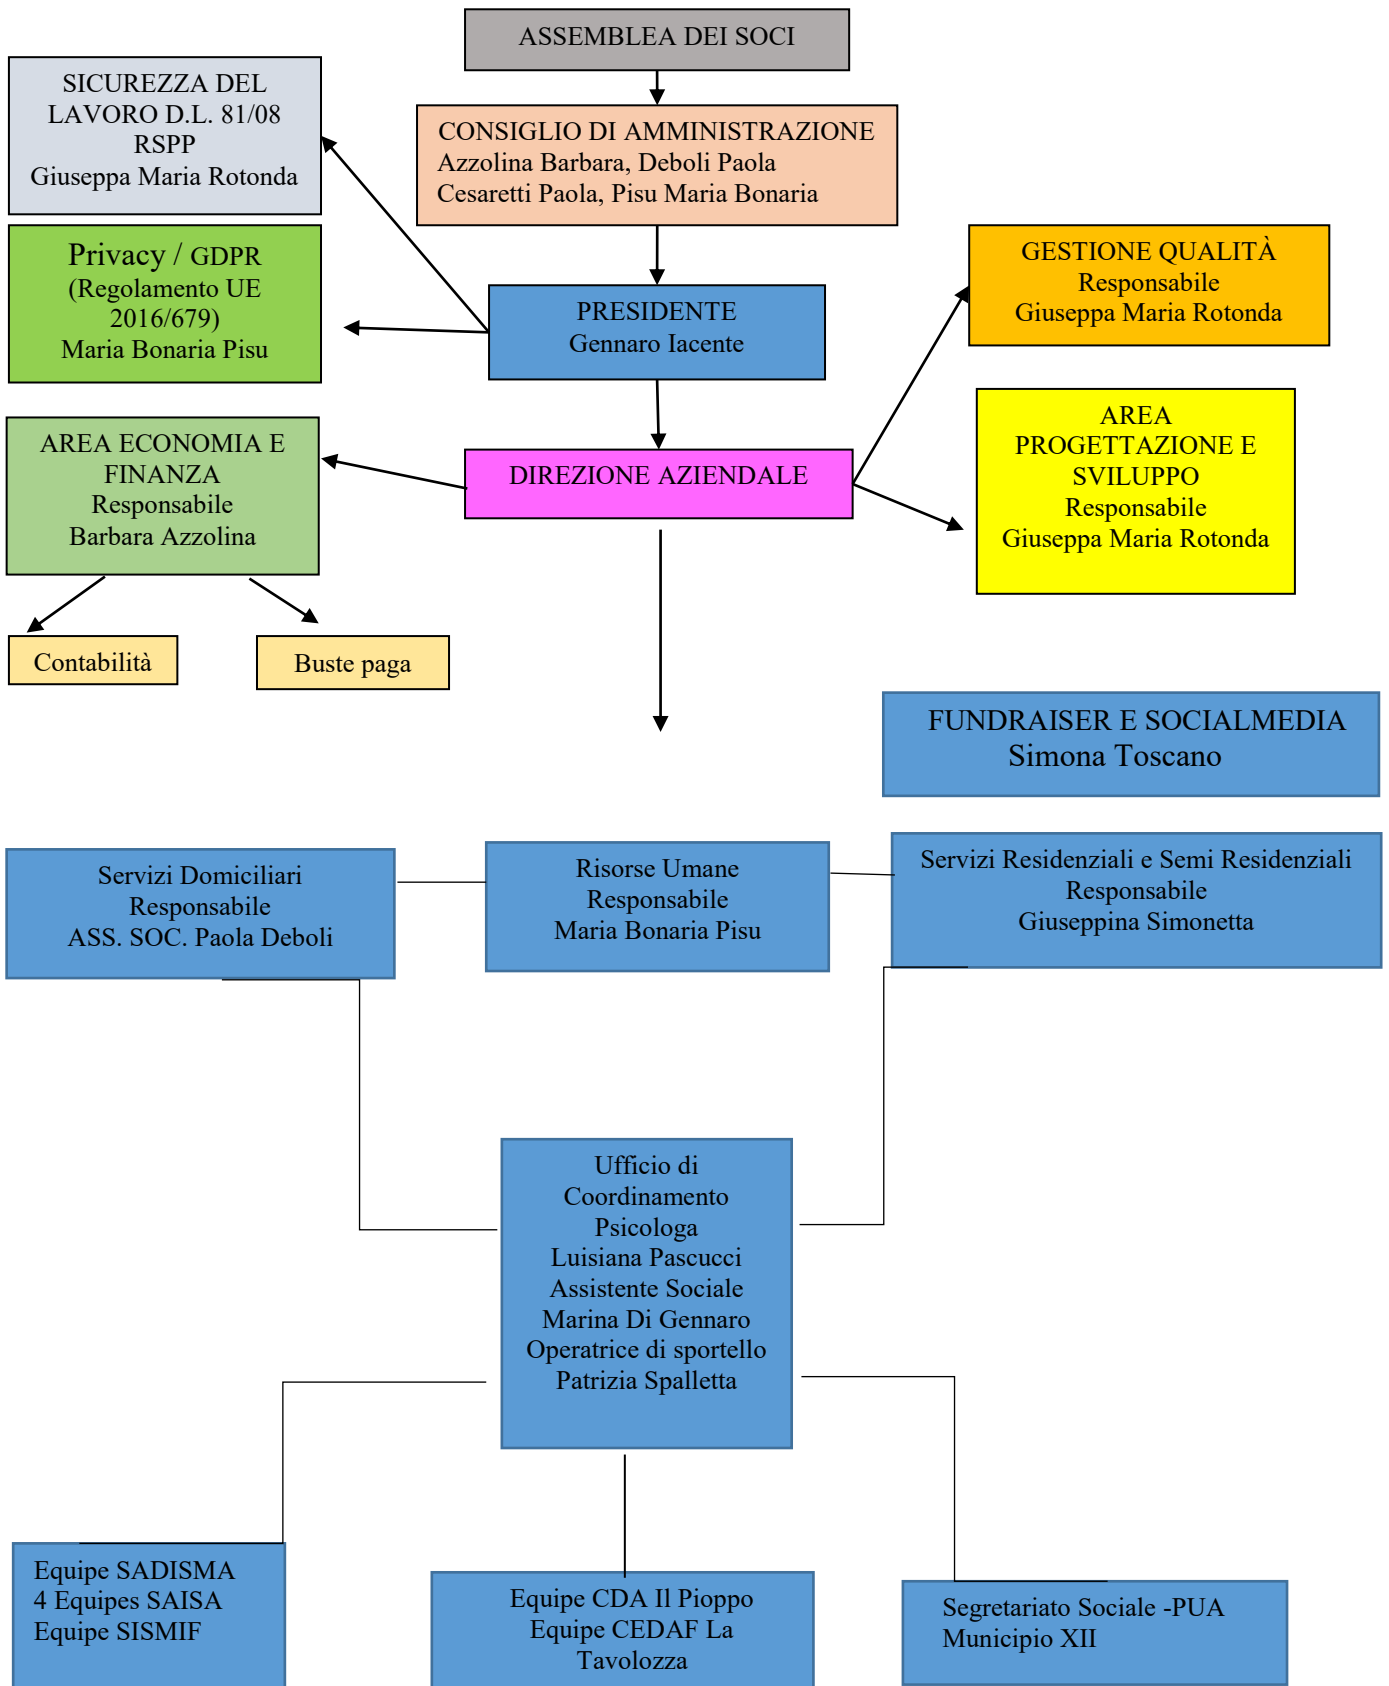 ASSEMBLEA DEI SOCI
SICUREZZA DEL
LAVORO D.L. 81/08
RSPP
Giuseppa Maria Rotonda
CONSIGLIO DI AMMINISTRAZIONE
Azzolina Barbara, Deboli Paola
Cesaretti Paola, Pisu Maria Bonaria
Privacy / GDPR
(Regolamento UE
2016/679)
Maria Bonaria Pisu
PRESIDENTE
Gennaro Iacente
GESTIONE QUALITÀ
Responsabile
Giuseppa Maria Rotonda
AREA ECONOMIA E
FINANZA
Responsabile
Barbara Azzolina
DIREZIONE AZIENDALE
AREA
PROGETTAZIONE E
SVILUPPO
Responsabile
Giuseppa Maria Rotonda
Contabilità
Buste paga
FUNDRAISER E SOCIALMEDIA
Simona Toscano
Servizi Domiciliari
Responsabile
ASS. SOC. Paola Deboli
Risorse Umane
Responsabile
Maria Bonaria Pisu
Servizi Residenziali e Semi Residenziali
Responsabile
Giuseppina Simonetta
Ufficio di
Coordinamento
Psicologa
Luisiana Pascucci
Assistente Sociale
Marina Di Gennaro
Operatrice di sportello
Patrizia Spalletta
Equipe SADISMA
4 Equipes SAISA
Equipe SISMIF
Equipe CDA Il Pioppo
Equipe CEDAF La
Tavolozza
Segretariato Sociale -PUA
Municipio XII